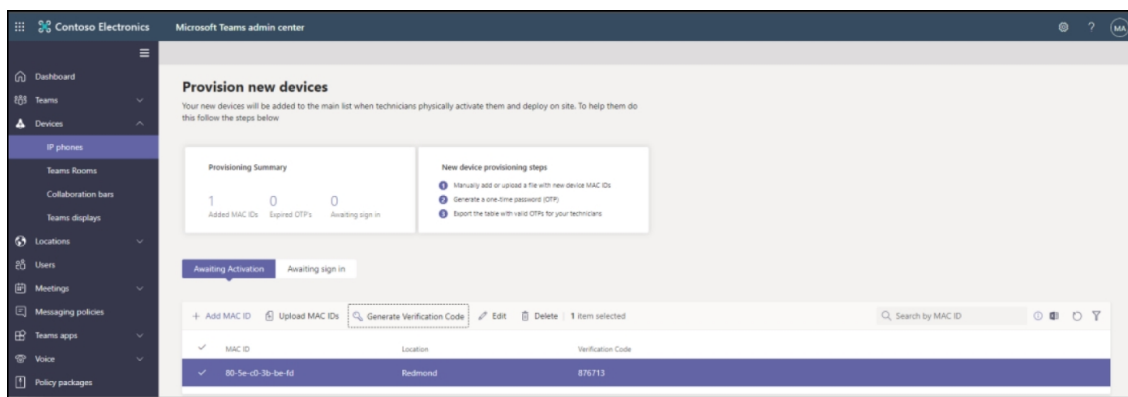 Contoso Electronics
Microsoft Teams admin center
?
MA
Dashboard
Teams
Devices
IP phones
Teams Rooms
Collaboration bars
Teams displays
Locations
Users
Meetings
Messaging policies
Teams apps
Voice
Policy packages
Provision new devices
Your new devices will be added to the main list when technicians physically activate them and deploy on site. To help them do
this follow the steps below
Provisioning Summary
1 0 0
Added MAC IDs Expired OTPs Awaiting sign in
New device provisioning steps
1 Manually add or upload a file with new device MAC IDs
2 Generate a one-time password (OTP)
3 Export the table with valid OTPs for your technicians
Awaiting Activation Awaiting sign in
+ Add MAC ID Upload MAC IDs Generate Verification Code Edit Delete 1 item selected Search by MAC ID
MAC ID Location Verification Code
80-5e-c0-3b-be-fd Redmond 876713